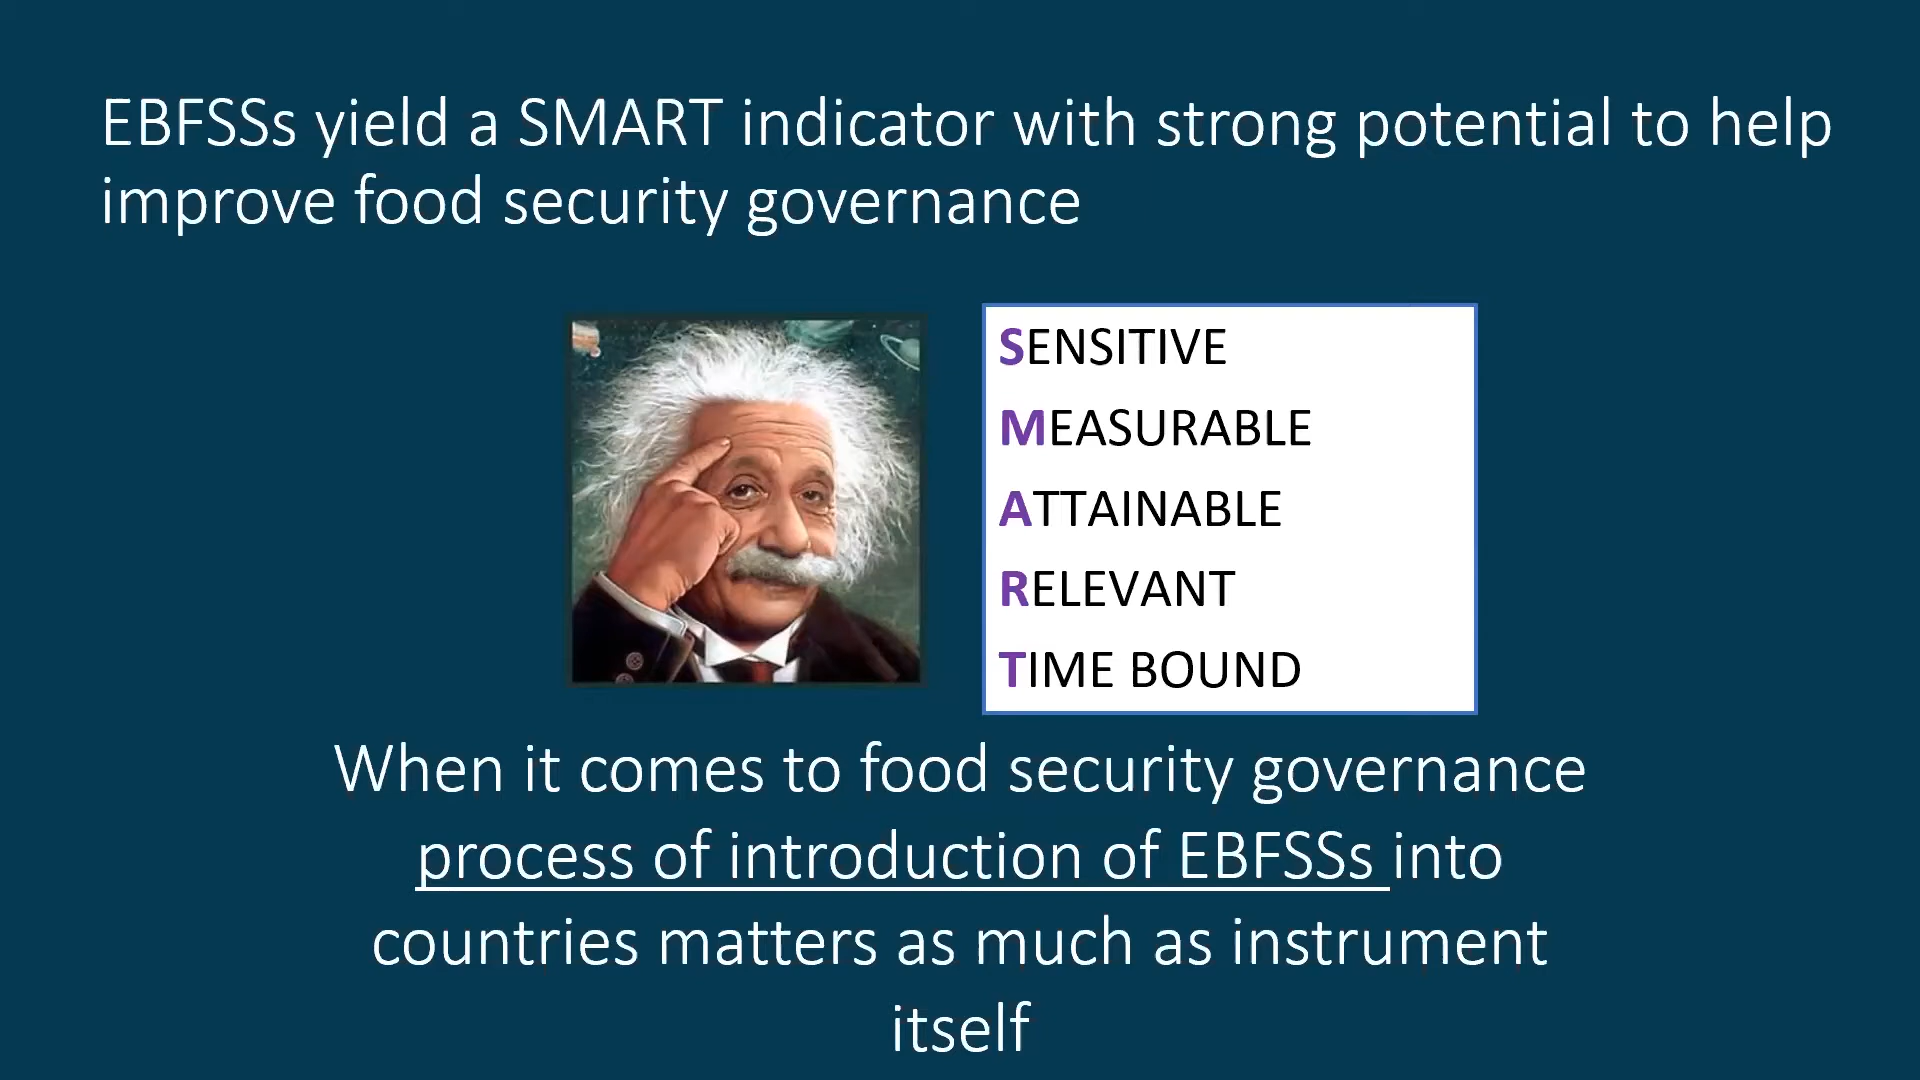 EBFSSs yield a SMART indicator with strong potential to help
improve food security governance
SENSITIVE
MEASURABLE
ATTAINABLE
RELEVANT
TIME BOUND
When it comes to food security governance
process of introduction of EBFSSs into
countries matters as much as instrument
itself